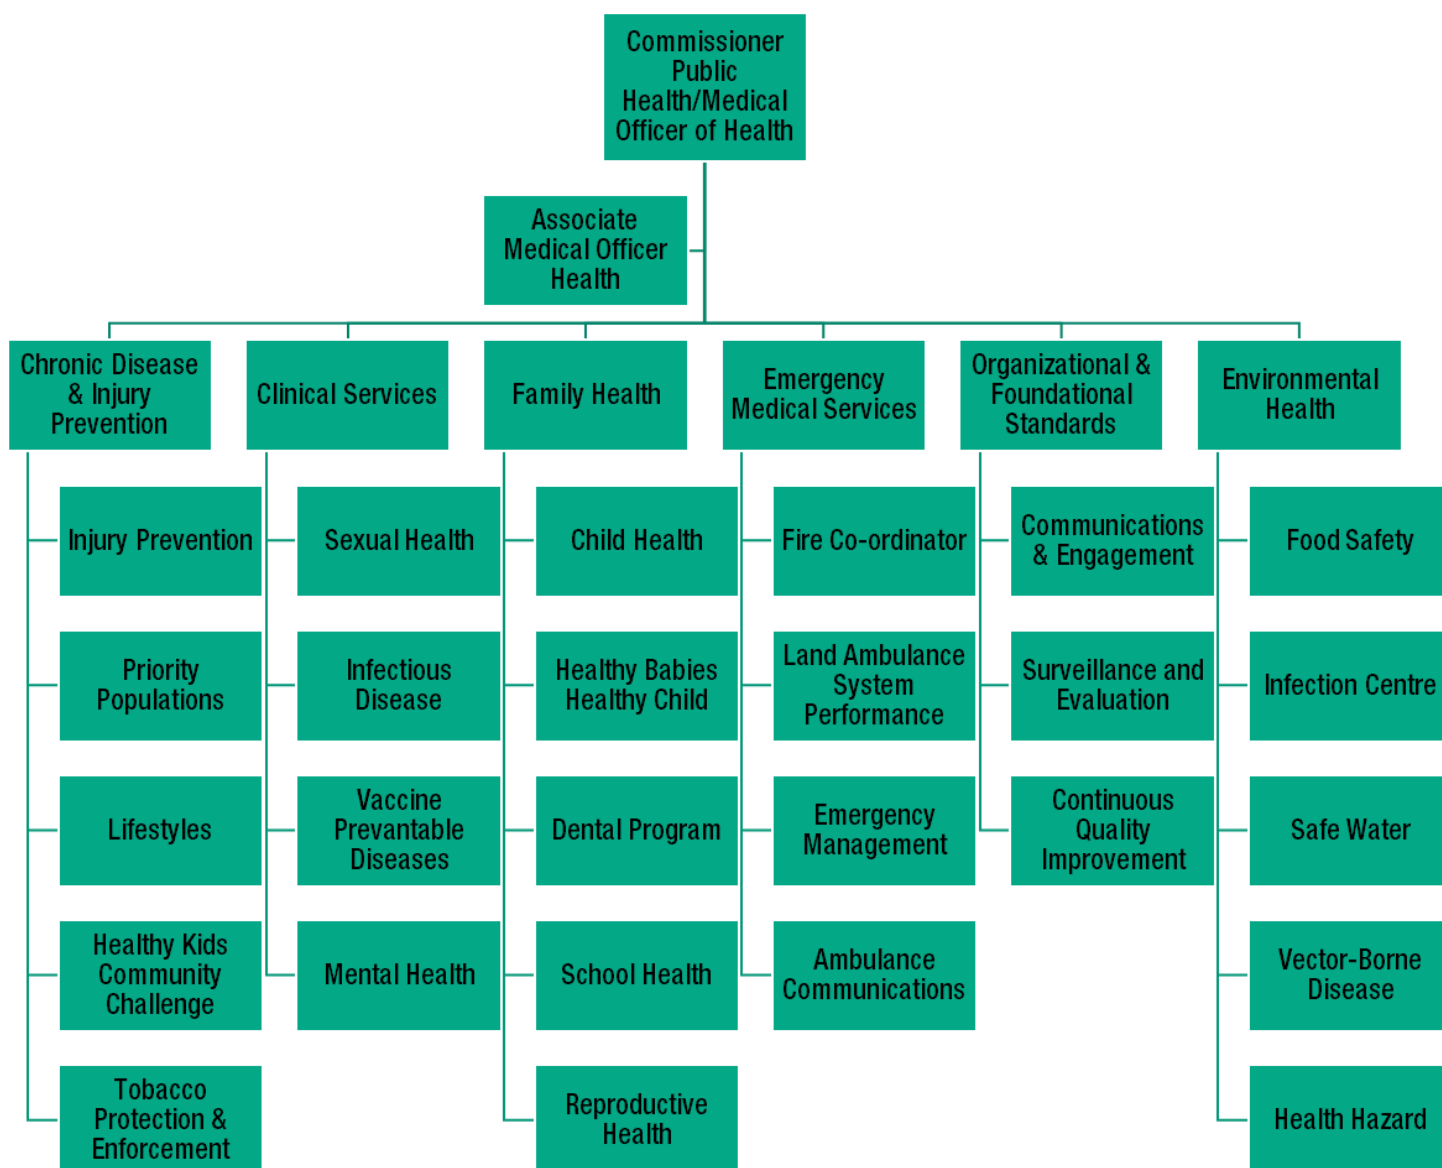 Commissioner
Public
Health/Medical
Officer of Health
Associate
Medical Officer
Health
Chronic Disease
& Injury
Prevention
Clinical Services
Family Health
Emergency
Medical Services
Organizational &
Foundational
Standards
Environmental
Health
Injury Prevention
Sexual Health
Child Health
Fire Co-ordinator
Communications
& Engagement
Food Safety
Priority
Populations
Infectious
Disease
Healthy Babies
Healthy Child
Land Ambulance
System
Performance
Surveillance and
Evaluation
Infection Centre
Lifestyles
Vaccine
Prevantable
Diseases
Dental Program
Emergency
Management
Continuous
Quality
Improvement
Safe Water
Healthy Kids
Community
Challenge
Mental Health
School Health
Ambulance
Communications
Vector-Borne
Disease
Tobacco
Protection &
Enforcement
Reproductive
Health
Health Hazard